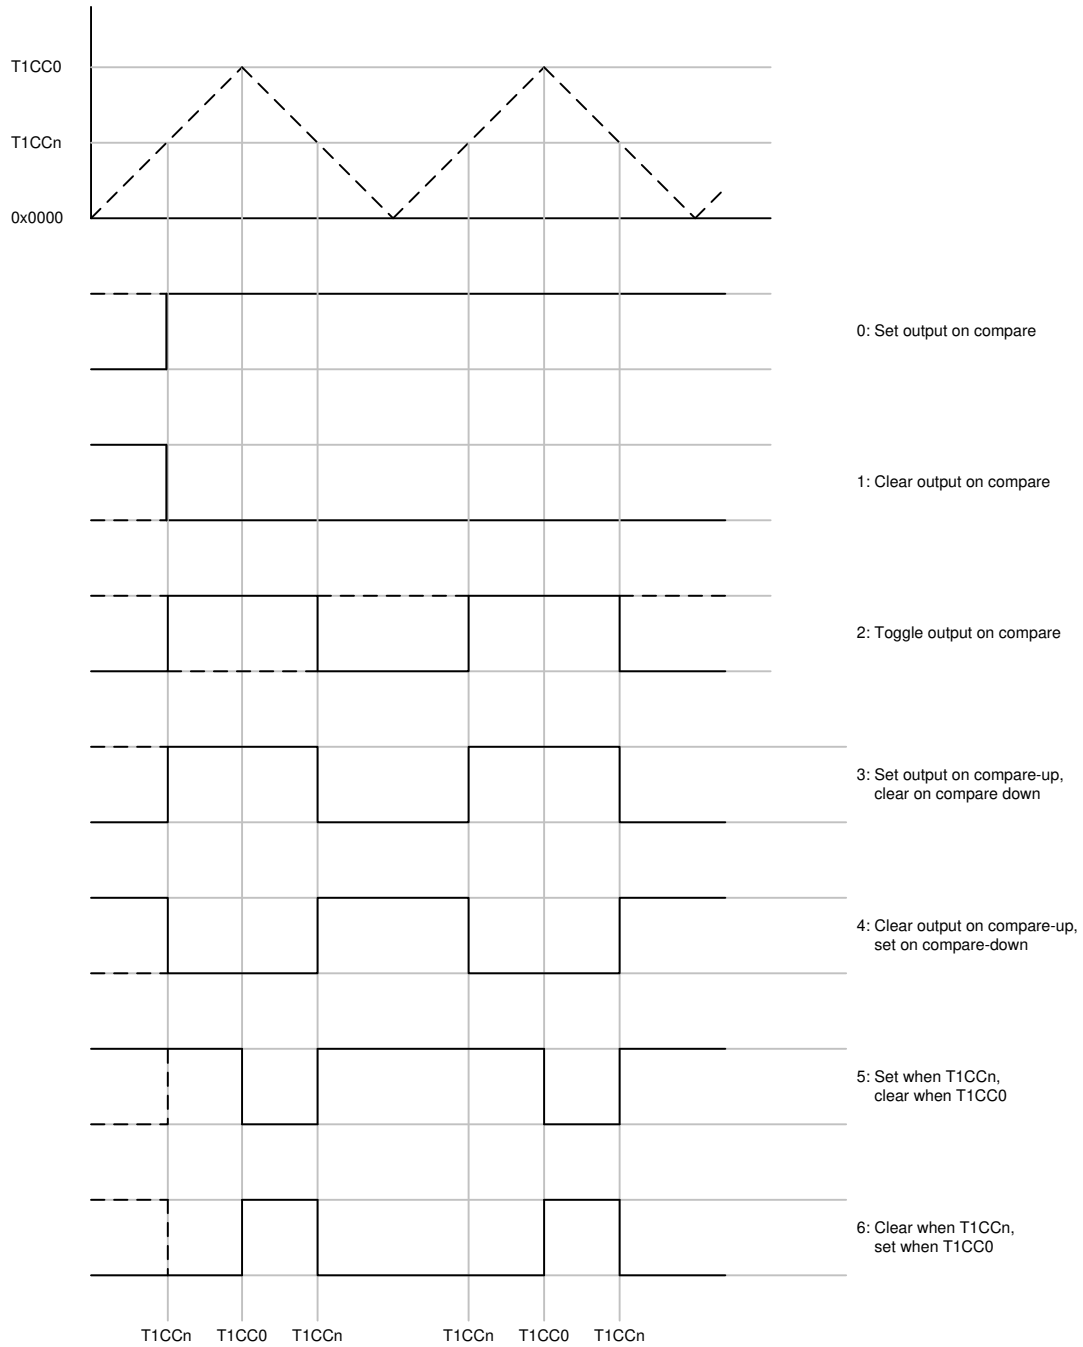 T1CC0
T1CCn
0x0000
0: Set output on compare
1: Clear output on compare
2: Toggle output on compare
3: Set output on compare-up,
clear on compare down
4: Clear output on compare-up,
set on compare-down
5: Set when T1CCn,
clear when T1CC0
6: Clear when T1CCn,
set when T1CC0
T1CCn T1CC0 T1CCn T1CCn T1CC0 T1CCn